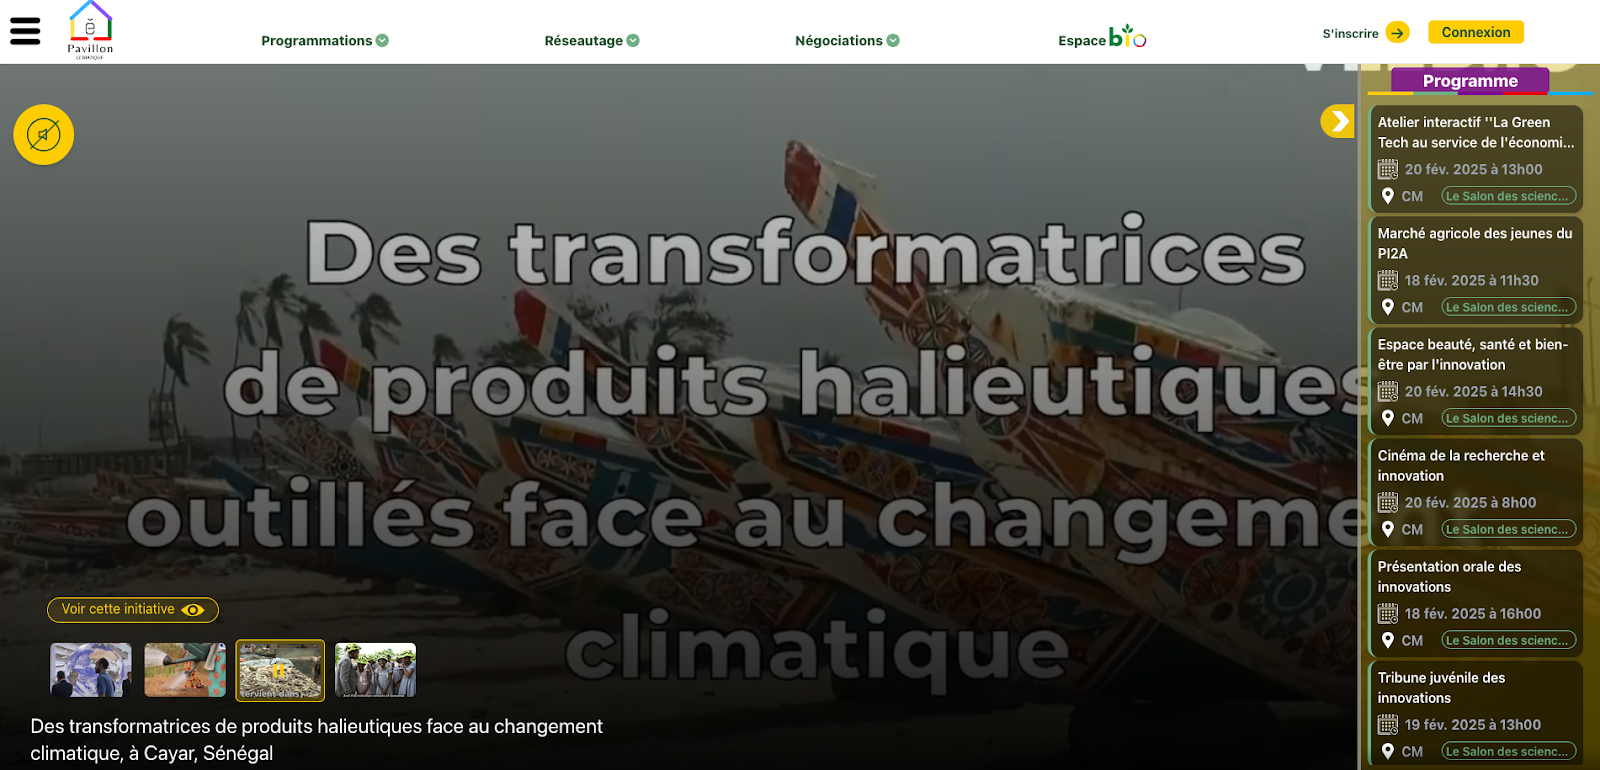 ĕ
Pavillon
CLIMATIQUE
Programmations
Réseautage
Négociations
Espace bio
S'inscrire
Connexion
Des transformatrices
de produits halieutiques
outillés face au changeme
climatique
Voir cette initiative
tervient dans
Des transformatrices de produits halieutiques face au changement
climatique, à Cayar, Sénégal
Programme
Atelier interactif ''La Green
Tech au service de l'économi...
20 fév. 2025 à 13h00
CM Le Salon des scienc...
Marché agricole des jeunes du
PI2A
18 fév. 2025 à 11h30
CM Le Salon des scienc...
Espace beauté, santé et bien-
être par l'innovation
20 fév. 2025 à 14h30
CM Le Salon des scienc...
Cinéma de la recherche et
innovation
20 fév. 2025 à 8h00
CM Le Salon des scienc...
Présentation orale des
innovations
18 fév. 2025 à 16h00
CM Le Salon des scienc...
Tribune juvénile des
innovations
19 fév. 2025 à 13h00
CM Le Salon des scienc...